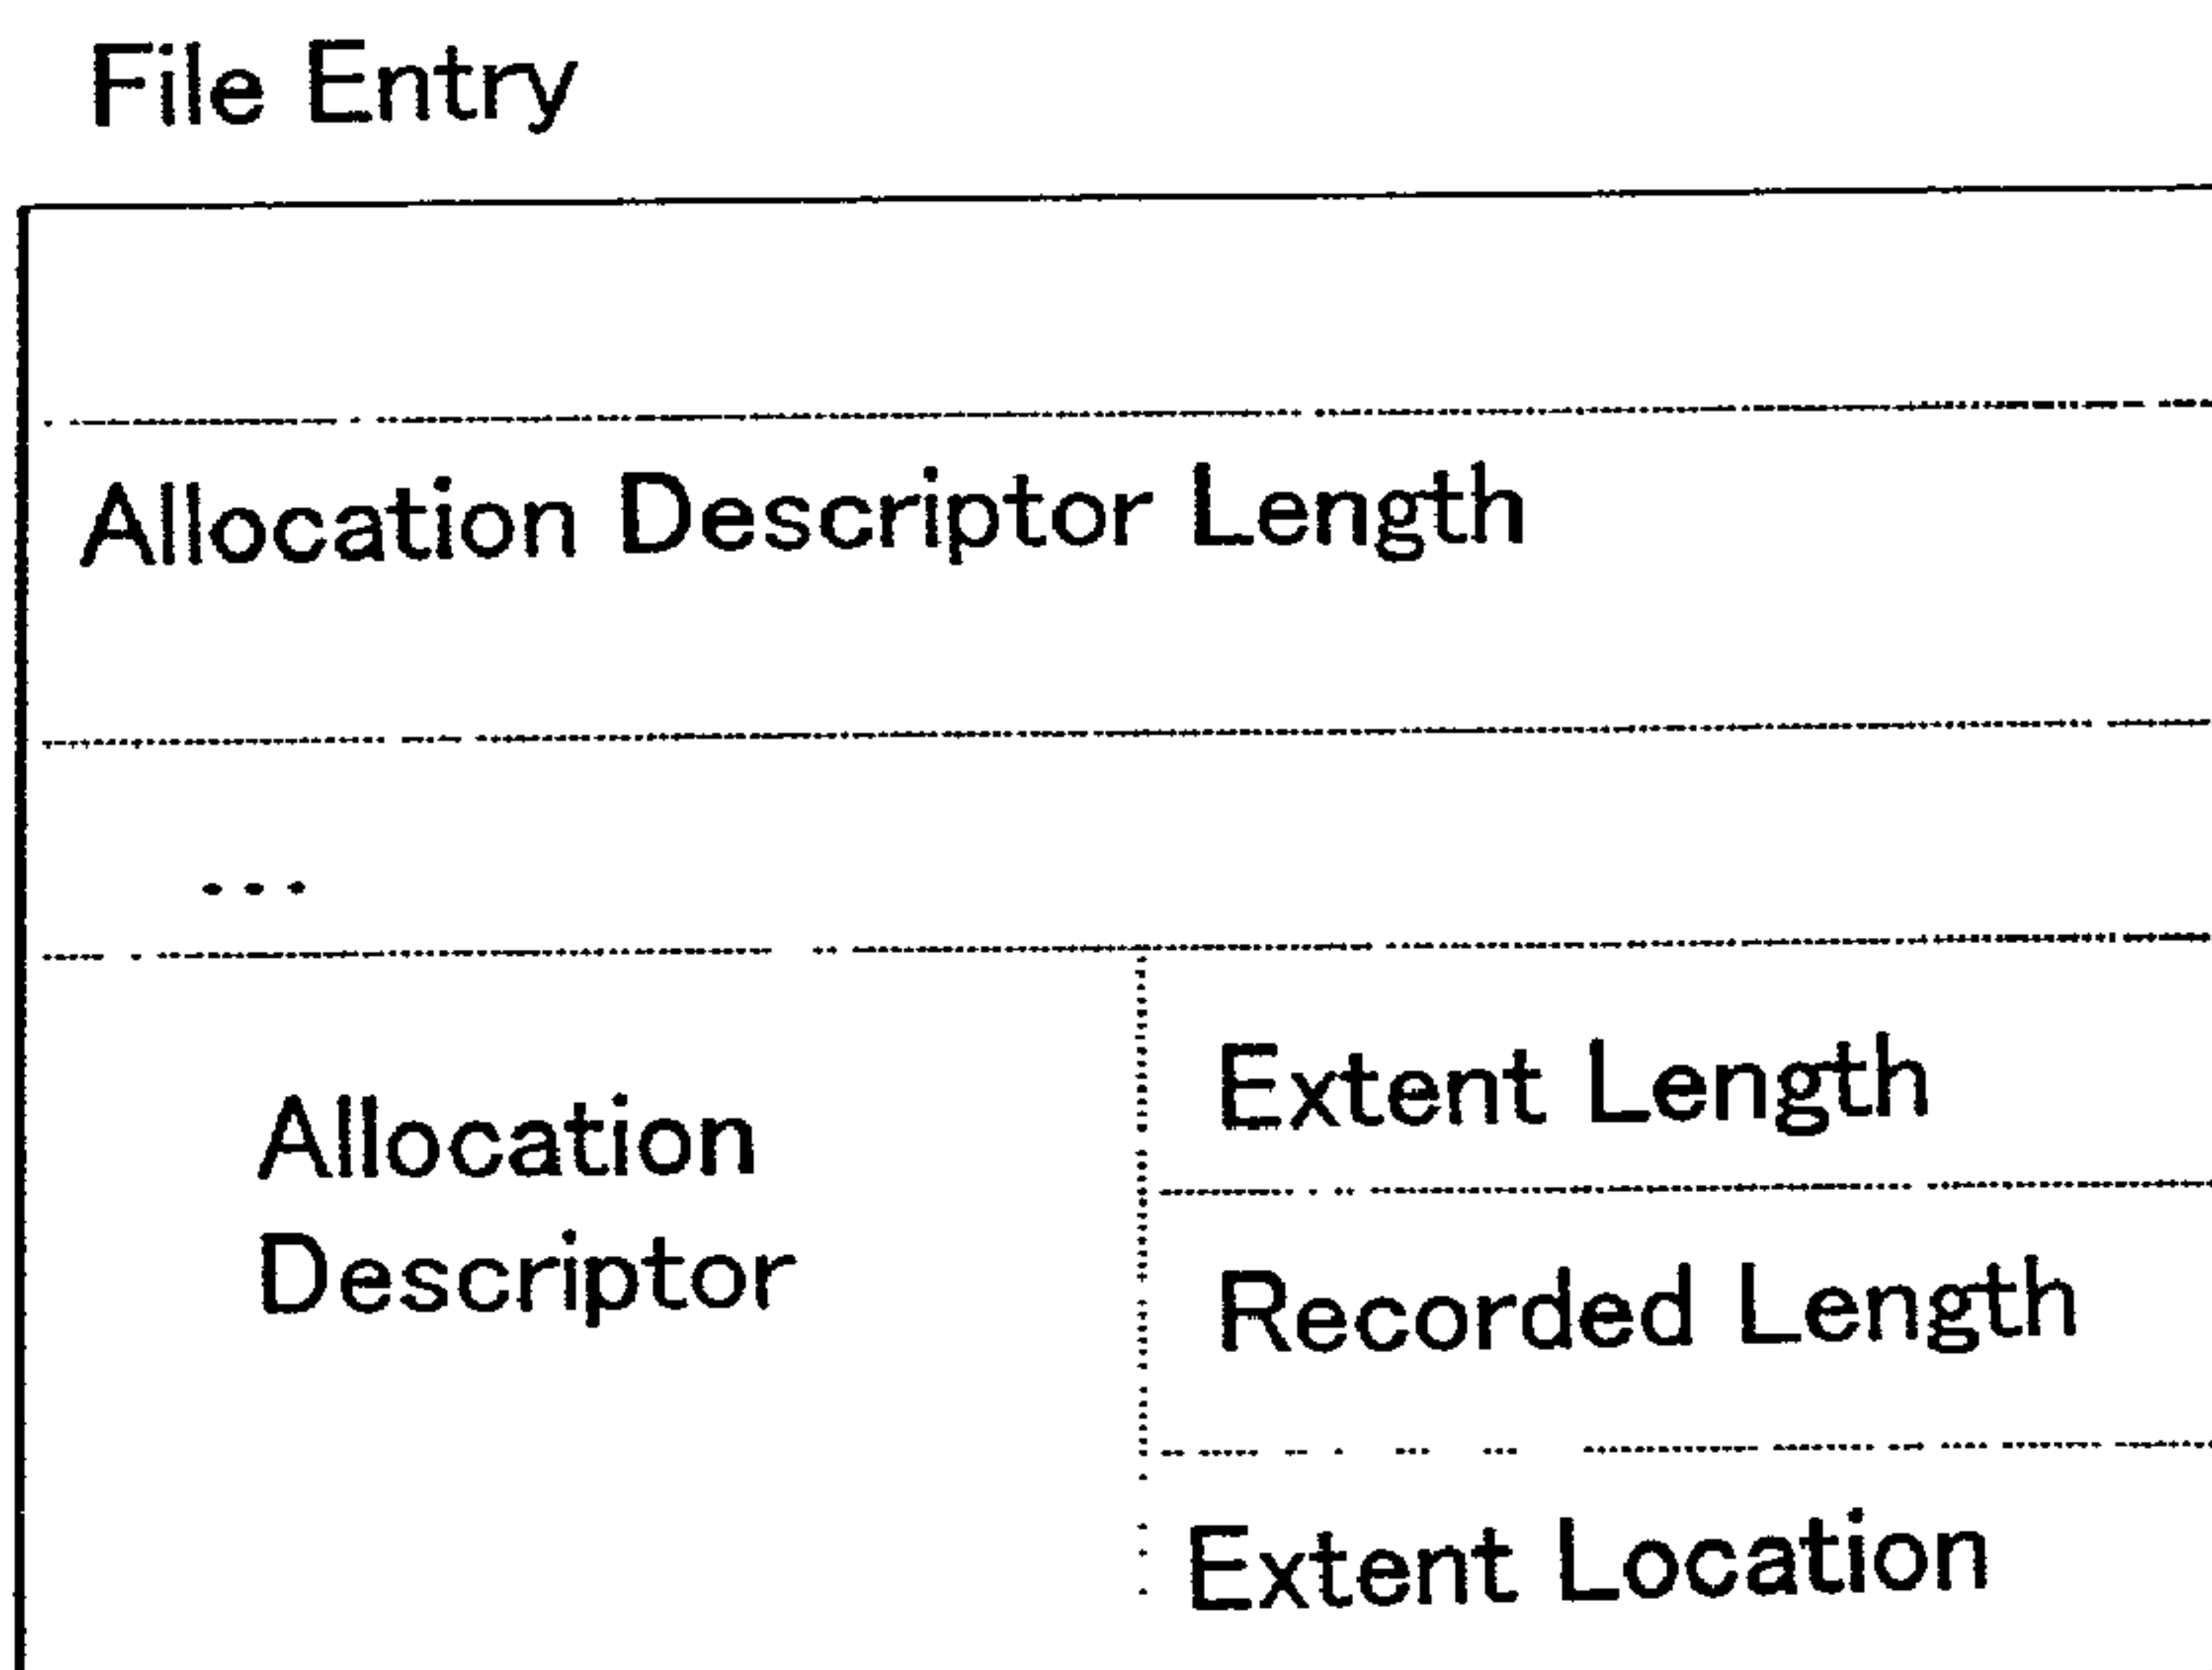 File Entry
Allocation Descriptor Length
...
Allocation
Descriptor
Extent Length
Recorded Length
Extent Location